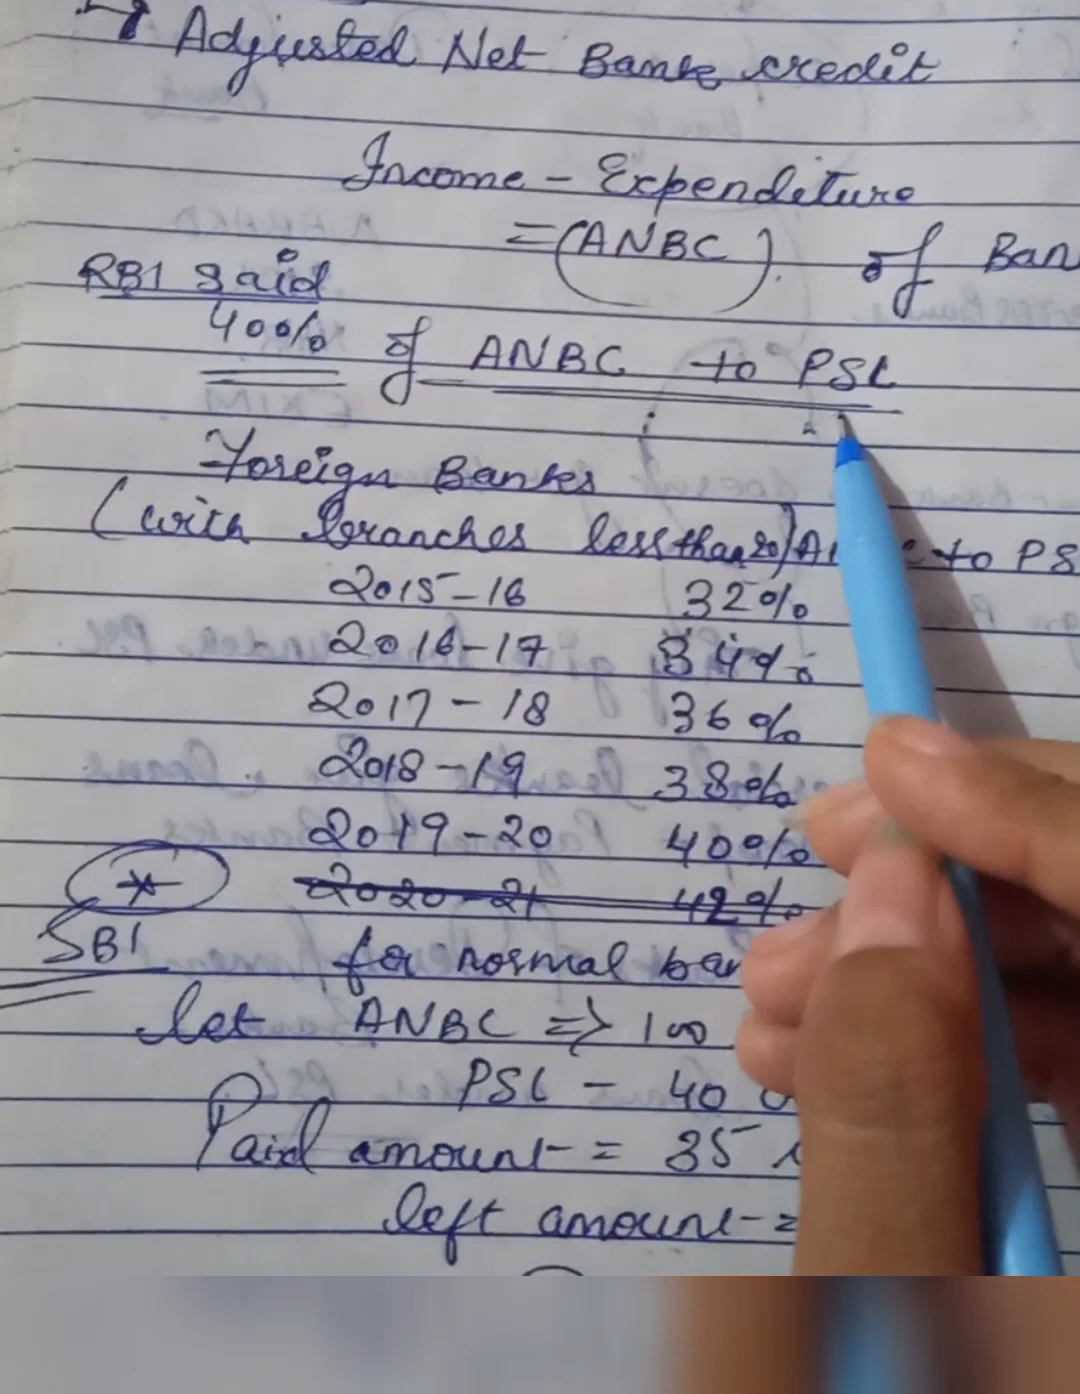 → Adjusted Net Bank credit
Income - Expenditure
= (ANBC) of Ban
RBI said
40% of ANBC to PSL
Foreign Banks
(with branches less than 20) to PS
2015-16 32%
2016-17 34%
2017-18 36%
2018-19 38%
2019-20 40%
2020-21 42%
SBI for normal ban
let ANBC => 100
PSL - 40
Paid amount = 35
left amount =